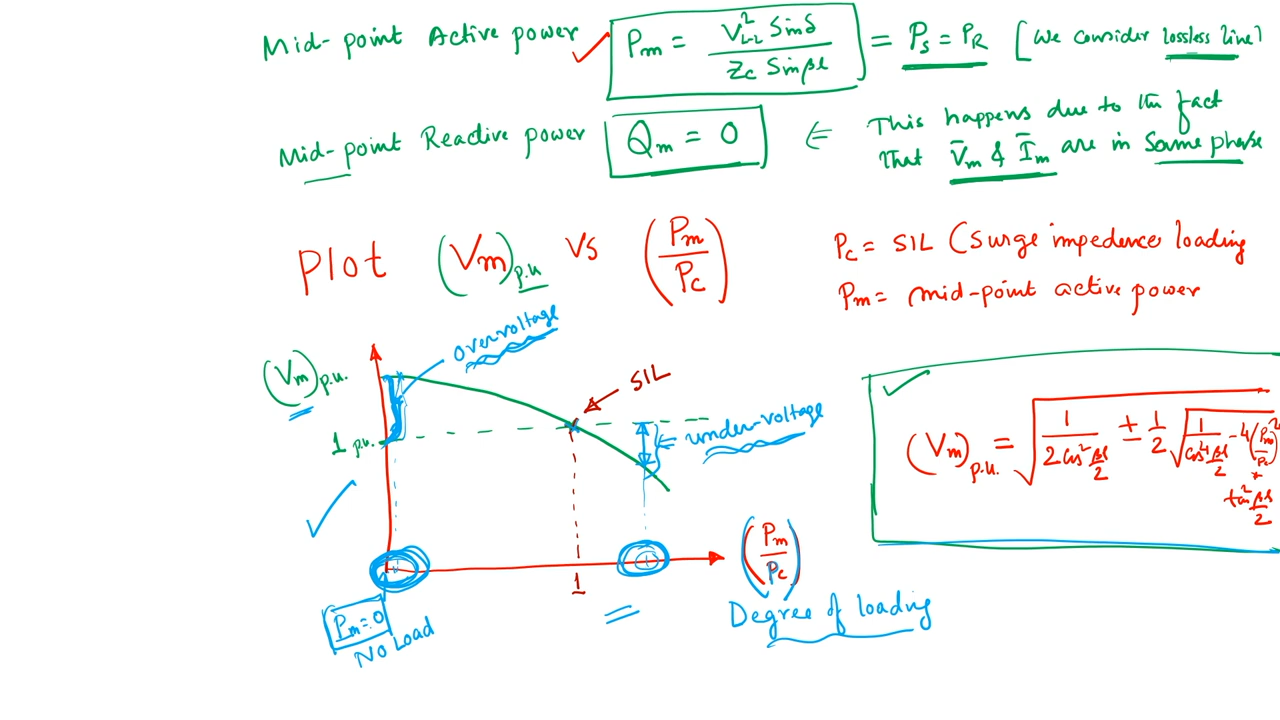 Mid-point Active power Pm = V²L-L Sinδ / Zc Sinβl = Ps = PR [We consider lossless line]
Mid-point Reactive power Qm = 0 ⇐ This happens due to the fact
that V̄m & Īm are in same phase
Plot (Vm)p.u. vs (Pm/Pc)
Pc = SIL (Surge impedence loading
Pm = mid-point active power
overvoltage
(Vm)p.u.
SIL
under-voltage
1 p.u.
(Vm)p.u. = √(1/(2cos²βl/2) ± 1/2 √(1/(cos⁴βl/2) - 4(Pm/Pc)² * tan²βl/2))
(Pm/Pc)
1
Degree of loading
Pm=0
No Load